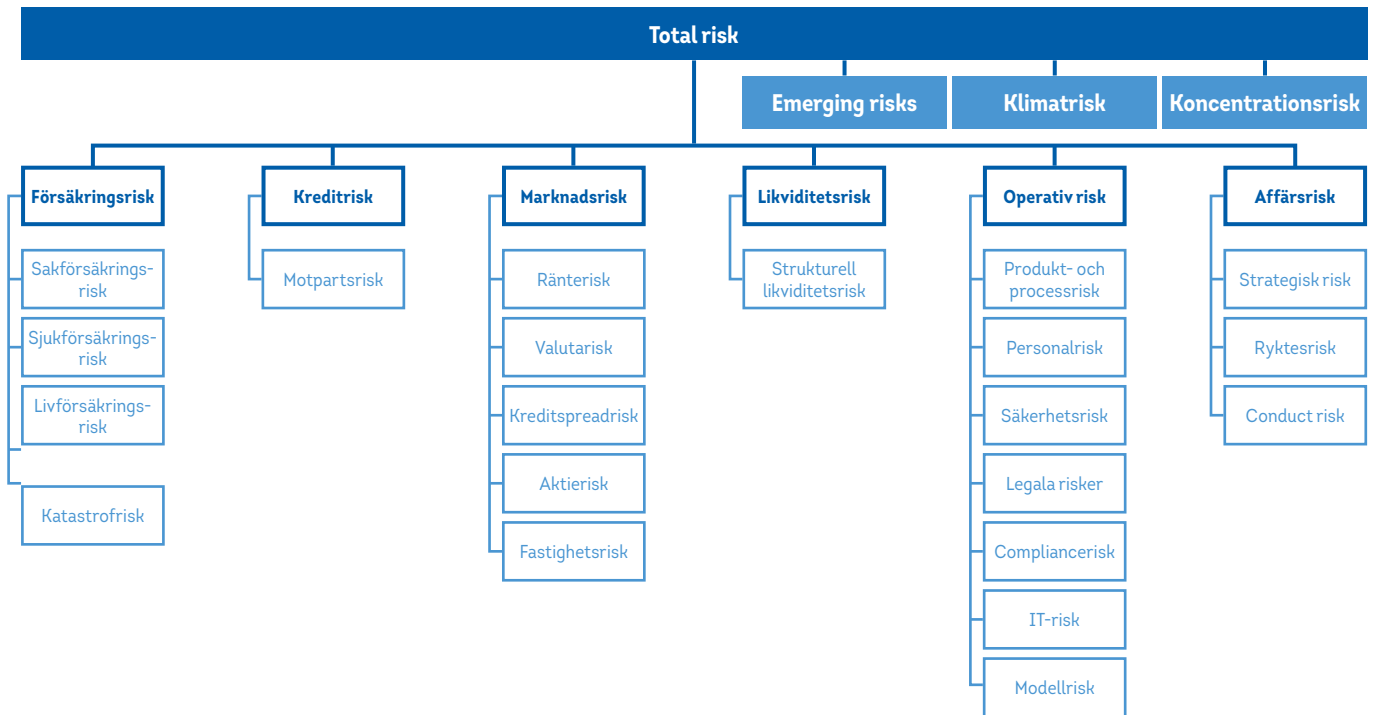 Total risk
Emerging risks
Klimatrisk
Koncentrationsrisk
Försäkringsrisk
Sakförsäkrings-
risk
Sjukförsäkrings-
risk
Livförsäkrings-
risk
Katastrofrisk
Kreditrisk
Motpartsrisk
Marknadsrisk
Ränterisk
Valutarisk
Kreditspreadrisk
Aktierisk
Fastighetsrisk
Likviditetsrisk
Strukturell
likviditetsrisk
Operativ risk
Produkt- och
processrisk
Personalrisk
Säkerhetsrisk
Legala risker
Compliancerisk
IT-risk
Modellrisk
Affärsrisk
Strategisk risk
Ryktesrisk
Conduct risk